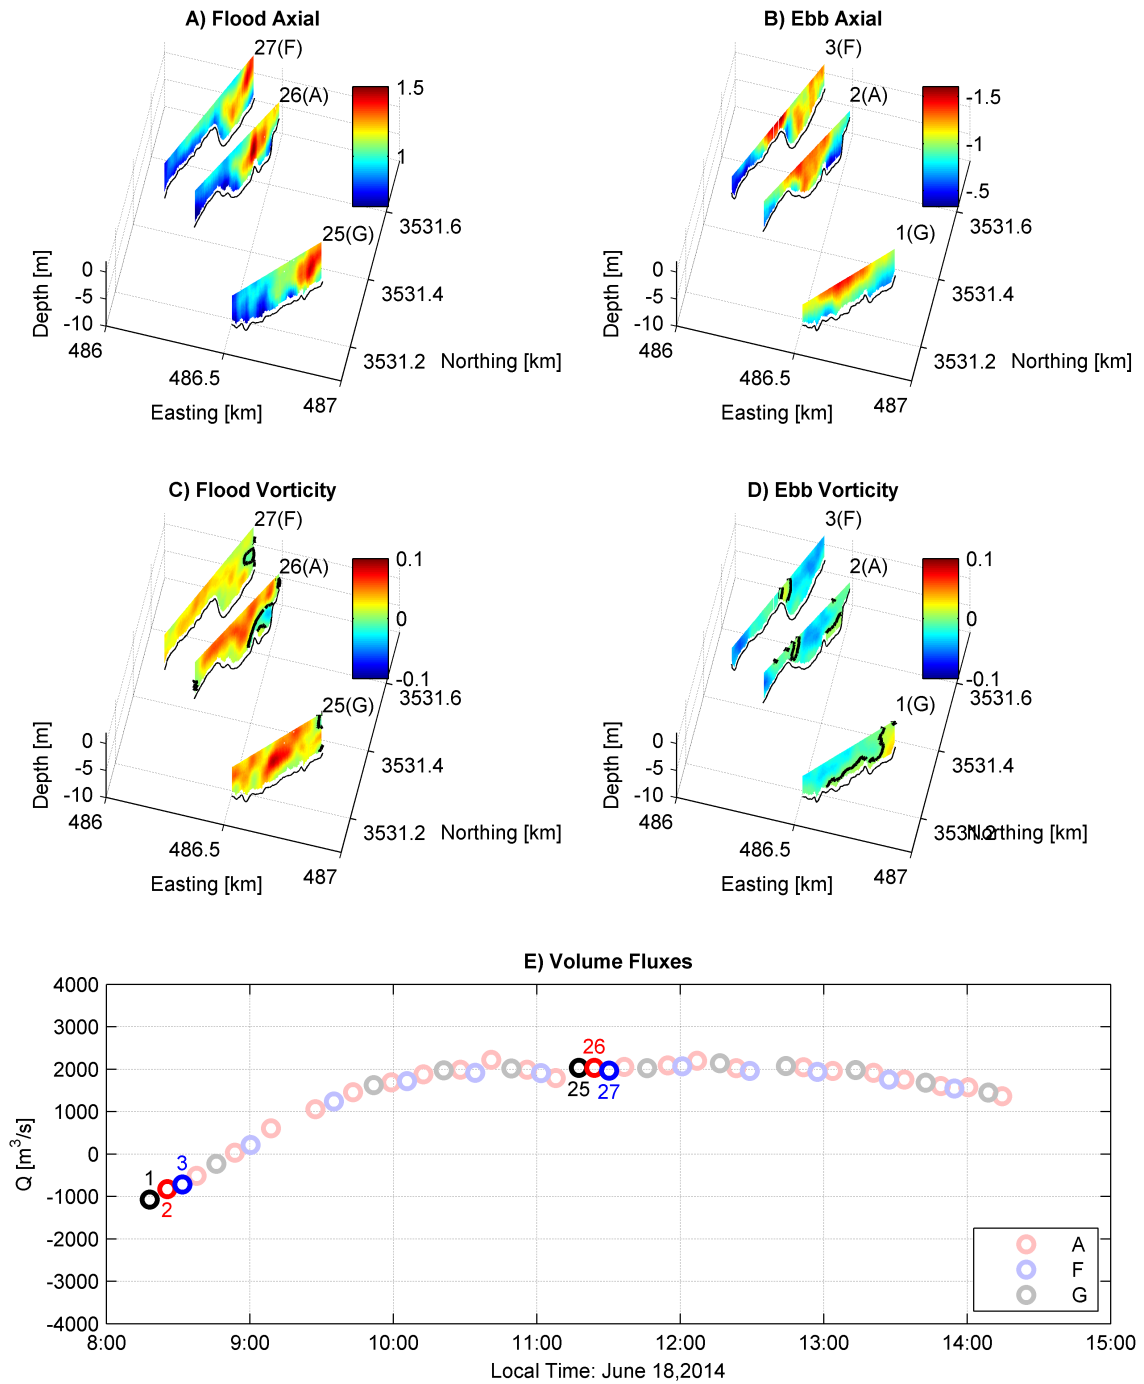 A) Flood Axial
27(F)
26(A)
25(G)
1.5
1
0
-5
-10
Depth [m]
486
486.5
487
Easting [km]
3531.2
3531.4
3531.6
Northing [km]
B) Ebb Axial
3(F)
2(A)
1(G)
-1.5
-1
-.5
0
-5
-10
Depth [m]
486
486.5
487
Easting [km]
3531.2
3531.4
3531.6
Northing [km]
C) Flood Vorticity
27(F)
26(A)
25(G)
0.1
0
-0.1
0
-5
-10
Depth [m]
486
486.5
487
Easting [km]
3531.2
3531.4
3531.6
Northing [km]
D) Ebb Vorticity
3(F)
2(A)
1(G)
0.1
0
-0.1
0
-5
-10
Depth [m]
486
486.5
487
Easting [km]
3531.2
3531.4
3531.6
Northing [km]
E) Volume Fluxes
4000
3000
2000
1000
0
-1000
-2000
-3000
-4000
Q [m³/s]
1
2
3
25
26
27
A
F
G
8:00
9:00
10:00
11:00
12:00
13:00
14:00
15:00
Local Time: June 18,2014